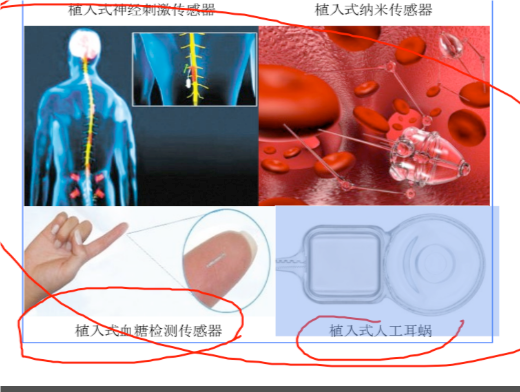 植入式神经刺激传感器
植入式纳米传感器
植入式血糖检测传感器
植入式人工耳蜗